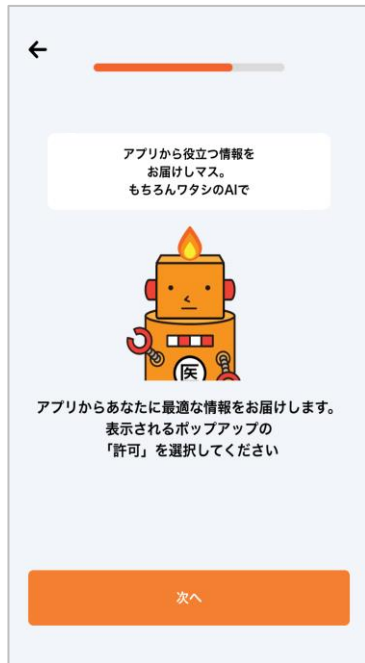 アプリから役立つ情報を
お届けしマス。
もちろんワタシのAIで
医
アプリからあなたに最適な情報をお届けします。
表示されるポップアップの
「許可」を選択してください
次へ